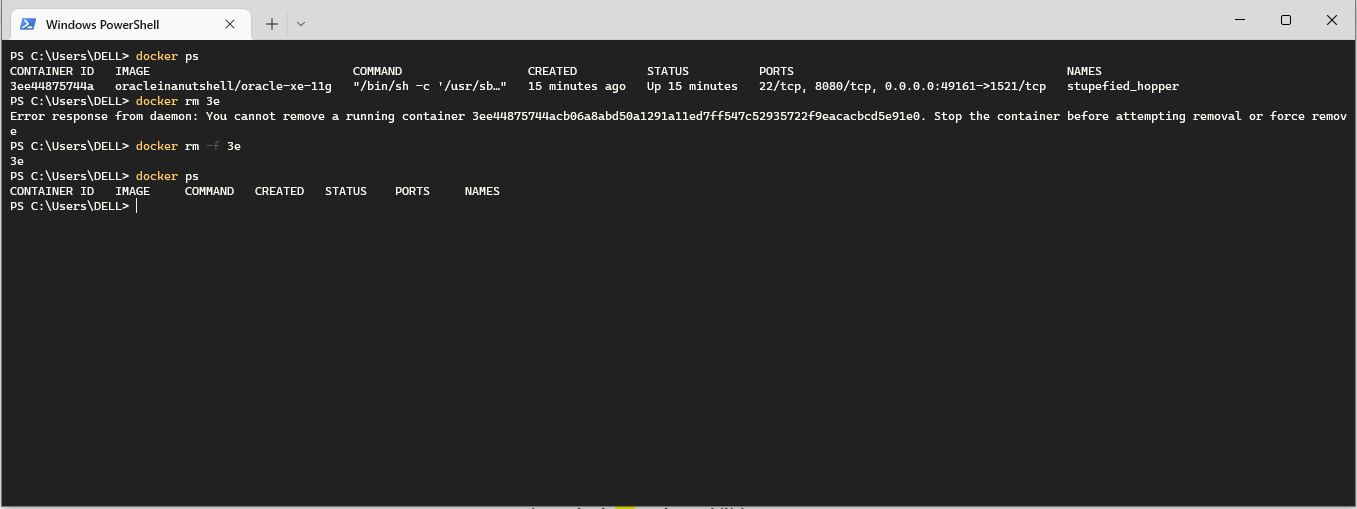 Windows PowerShell
PS C:\Users\DELL> docker ps
CONTAINER ID IMAGE COMMAND CREATED STATUS PORTS NAMES
3ee44875744a oracleinanutshell/oracle-xe-11g "/bin/sh -c '/usr/sb…" 15 minutes ago Up 15 minutes 22/tcp, 8080/tcp, 0.0.0.0:49161->1521/tcp stupefied_hopper
PS C:\Users\DELL> docker rm 3e
Error response from daemon: You cannot remove a running container 3ee44875744acb06a8abd50a1291a11ed7ff547c52935722f9eacacbcd5e91e0. Stop the container before attempting removal or force remov
e
PS C:\Users\DELL> docker rm -f 3e
3e
PS C:\Users\DELL> docker ps
CONTAINER ID IMAGE COMMAND CREATED STATUS PORTS NAMES
PS C:\Users\DELL>